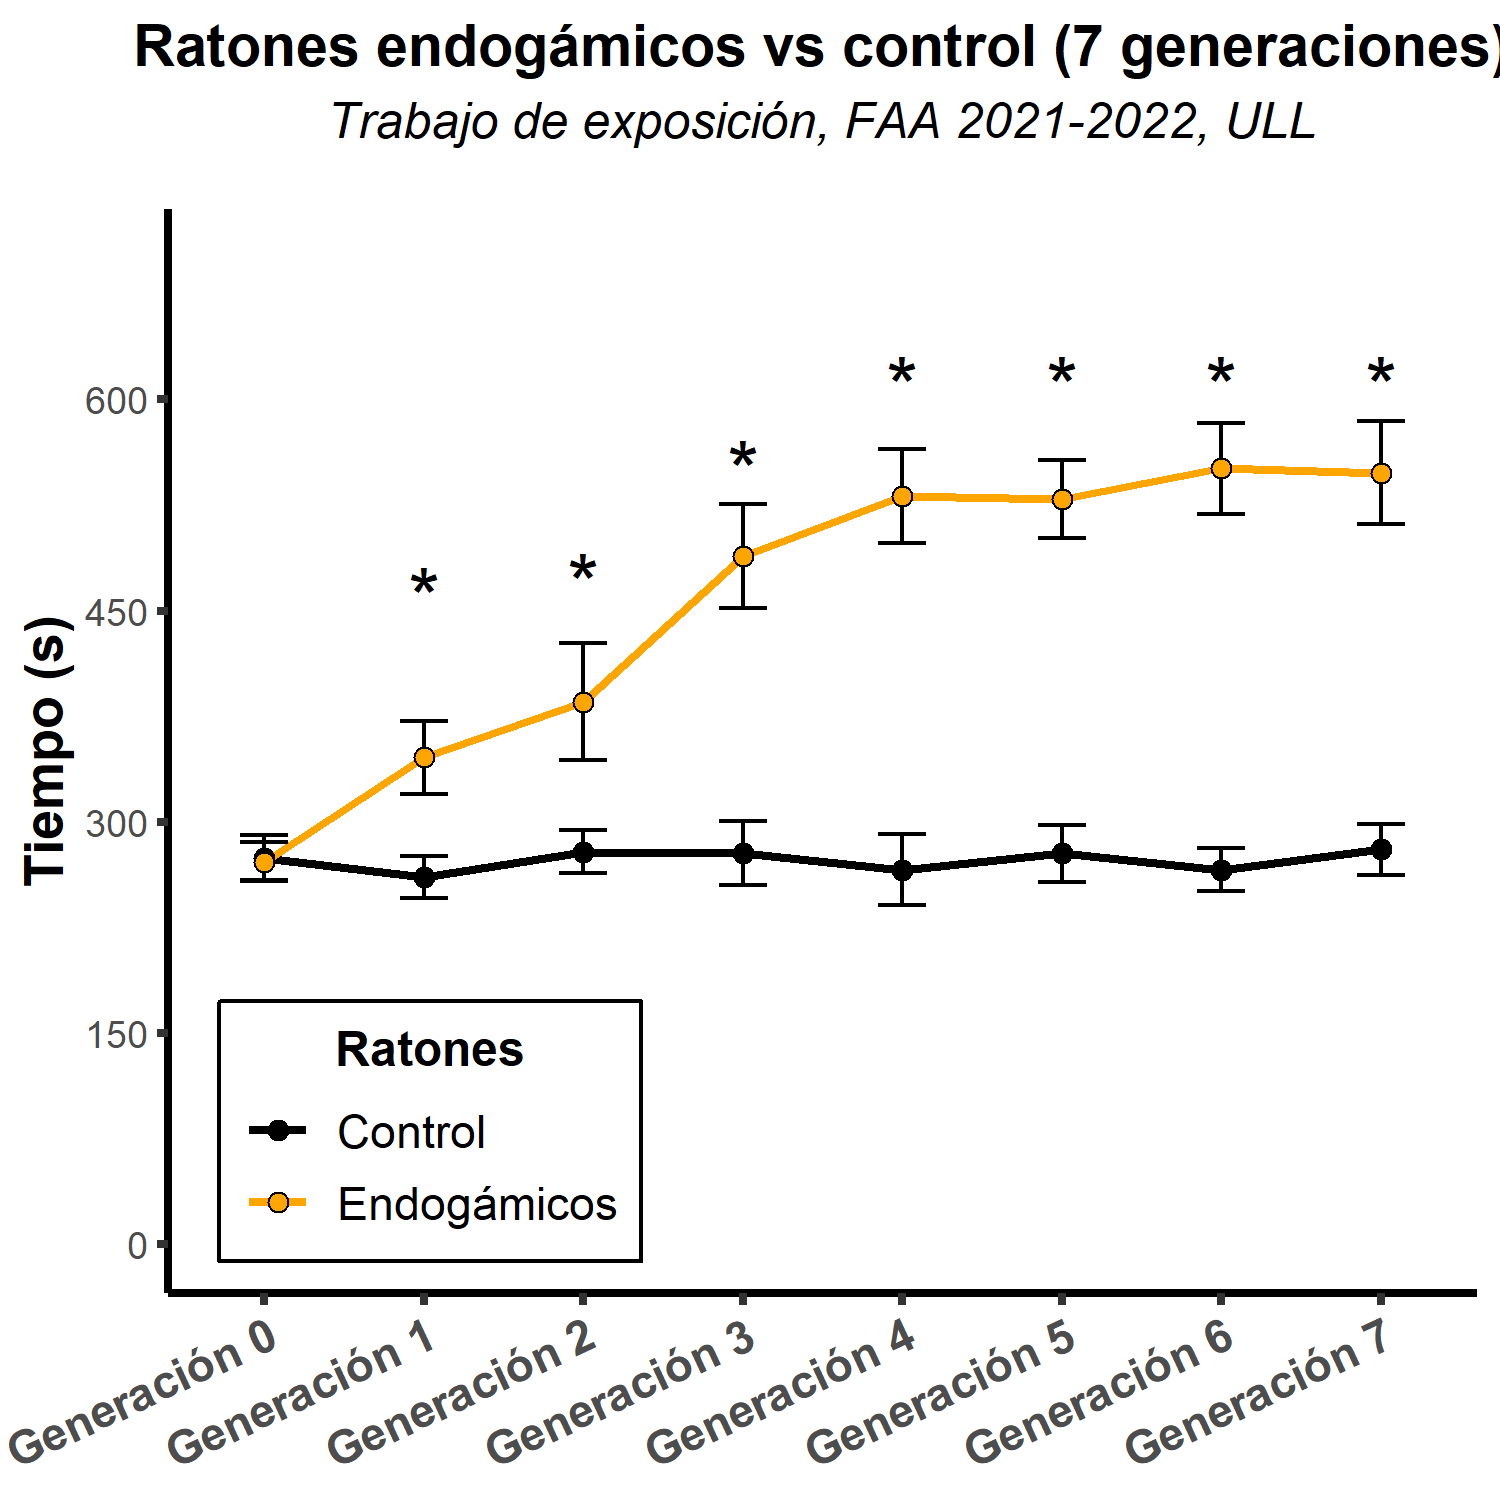 Ratones endogámicos vs control (7 generaciones)
Trabajo de exposición, FAA 2021-2022, ULL
Tiempo (s)
600
450
300
150
0
* * * * * * *
Ratones
Control
Endogámicos
Generación 0
Generación 1
Generación 2
Generación 3
Generación 4
Generación 5
Generación 6
Generación 7